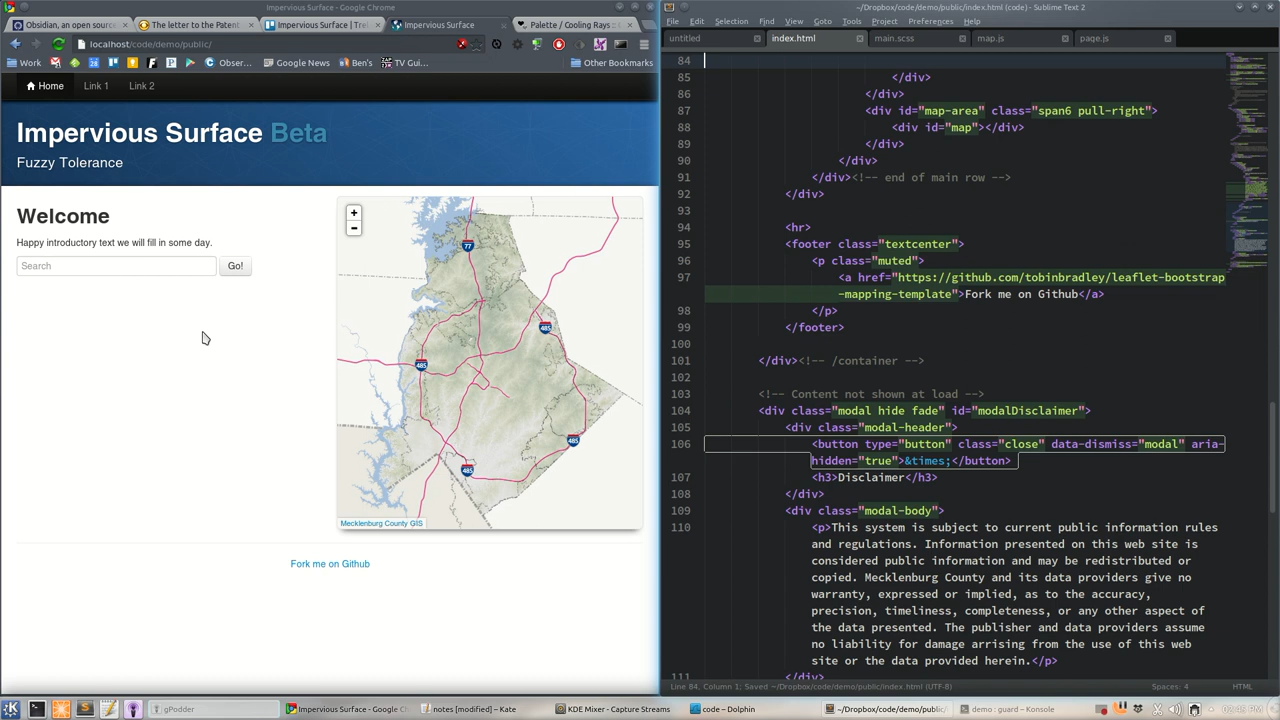 Impervious Surface - Google Chrome
Obsidian, an open sourc
The letter to the Patent
Impervious Surface | Trel
Impervious Surface
Palette / Cooling Rays ::
localhost/code/demo/public/
Work
Obser...
Google News
Ben's
TV Gui...
Other Bookmarks
Home Link 1 Link 2
Impervious Surface Beta
Fuzzy Tolerance
Welcome
Happy introductory text we will fill in some day.
Search
Go!
+
-
77
485
485
485
485
Mecklenburg County GIS
Fork me on Github
~/Dropbox/code/demo/public/index.html (code) - Sublime Text 2
File Edit Selection Find View Goto Tools Project Preferences Help
untitled index.html main.scss map.js page.js
84
85 </div>
86 </div>
87 <div id="map-area" class="span6 pull-right">
88 <div id="map"></div>
89 </div>
90 </div>
91 </div><!-- end of main row -->
92 </div>
93
94 <hr>
95 <footer class="textcenter">
96 <p class="muted">
97 <a href="https://github.com/tobinbradley/leaflet-bootstrap
-mapping-template">Fork me on Github</a>
98 </p>
99 </footer>
100
101 </div><!-- /container -->
102
103 <!-- Content not shown at load -->
104 <div class="modal hide fade" id="modalDisclaimer">
105 <div class="modal-header">
106 <button type="button" class="close" data-dismiss="modal" aria-
hidden="true">&times;</button>
107 <h3>Disclaimer</h3>
108 </div>
109 <div class="modal-body">
110 <p>This system is subject to current public information rules
and regulations. Information presented on this web site is
considered public information and may be redistributed or
copied. Mecklenburg County and its data providers give no
warranty, expressed or implied, as to the accuracy,
precision, timeliness, completeness, or any other aspect of
the data presented. The publisher and data providers assume
no liability for damage arrising from the use of this web
site or the data provided herein.</p>
111 </div>
Line 84, Column 1; Saved ~/Dropbox/code/demo/public/index.html (UTF-8)
Spaces: 4
HTML
gPodder
Impervious Surface - Google Ch
notes [modified] – Kate
KDE Mixer - Capture Streams
code – Dolphin
~/Dropbox/code/demo/public/
demo : guard – Konsole
02:45 PM